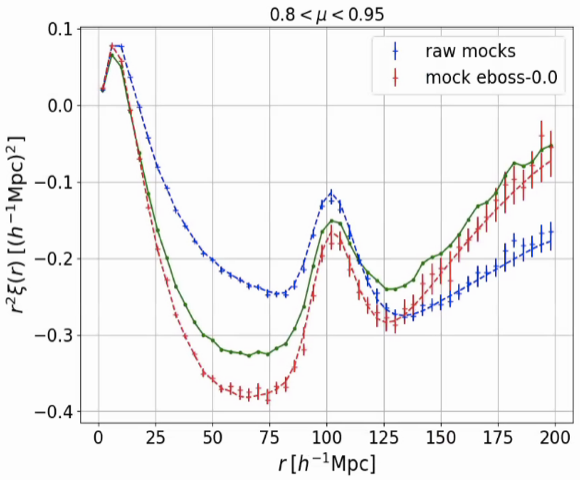 0.8 < μ < 0.95
raw mocks
mock eboss-0.0
r²ξ(r) [(h⁻¹Mpc)²]
0.1
0.0
−0.1
−0.2
−0.3
−0.4
0 25 50 75 100 125 150 175 200
r [h⁻¹Mpc]